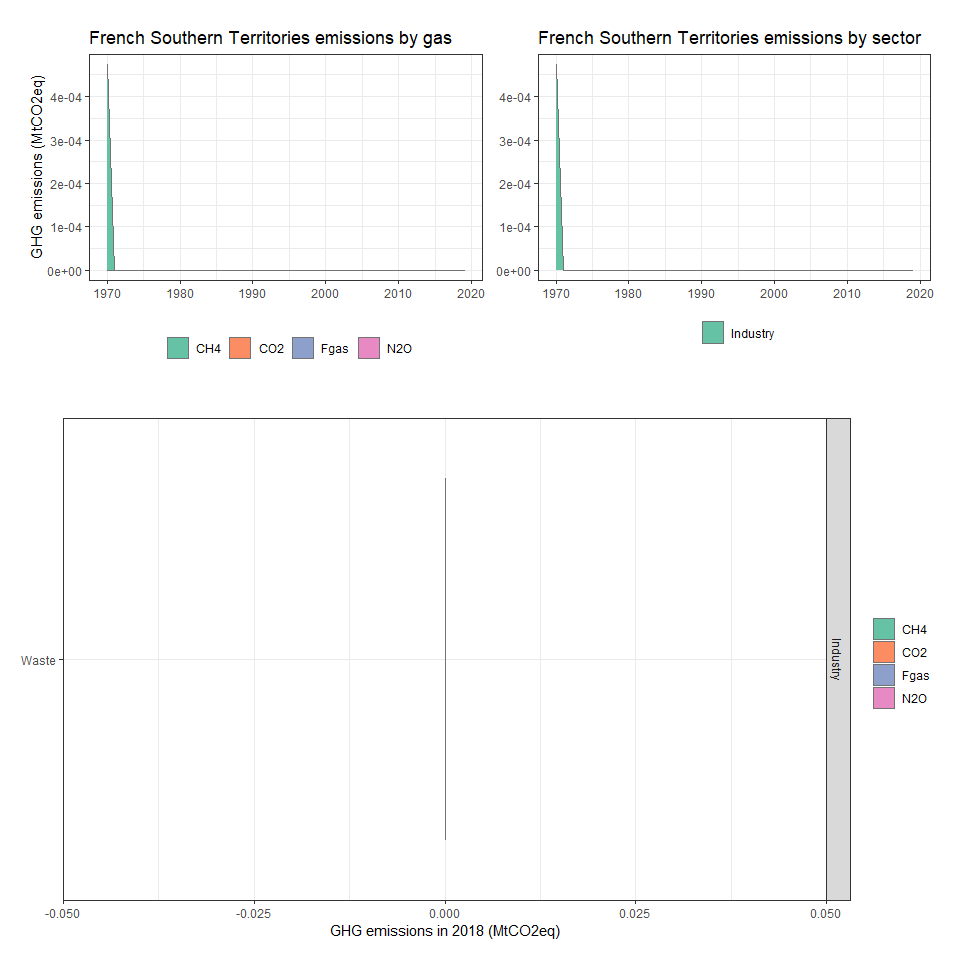 French Southern Territories emissions by gas
GHG emissions (MtCO2eq)
4e-04
3e-04
2e-04
1e-04
0e+00
1970 1980 1990 2000 2010 2020
CH4 CO2 Fgas N2O
French Southern Territories emissions by sector
4e-04
3e-04
2e-04
1e-04
0e+00
1970 1980 1990 2000 2010 2020
Industry
Waste
Industry
-0.050 -0.025 0.000 0.025 0.050
GHG emissions in 2018 (MtCO2eq)
CH4
CO2
Fgas
N2O